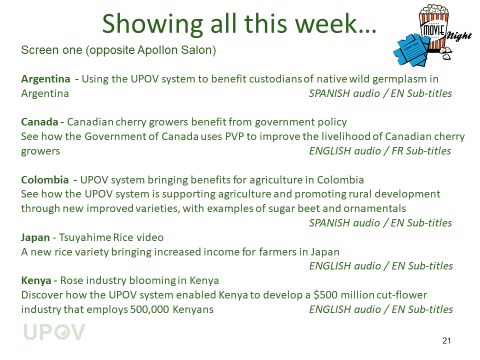 Showing all this week...
MOVIE Night
Screen one (opposite Apollon Salon)
Argentina - Using the UPOV system to benefit custodians of native wild germplasm in
Argentina SPANISH audio / EN Sub-titles
Canada - Canadian cherry growers benefit from government policy
See how the Government of Canada uses PVP to improve the livelihood of Canadian cherry
growers ENGLISH audio / FR Sub-titles
Colombia - UPOV system bringing benefits for agriculture in Colombia
See how the UPOV system is supporting agriculture and promoting rural development
through new improved varieties, with examples of sugar beet and ornamentals
SPANISH audio / EN Sub-titles
Japan - Tsuyahime Rice video
A new rice variety bringing increased income for farmers in Japan
ENGLISH audio / EN Sub-titles
Kenya - Rose industry blooming in Kenya
Discover how the UPOV system enabled Kenya to develop a $500 million cut-flower
industry that employs 500,000 Kenyans ENGLISH audio / EN Sub-titles
UPOV
21